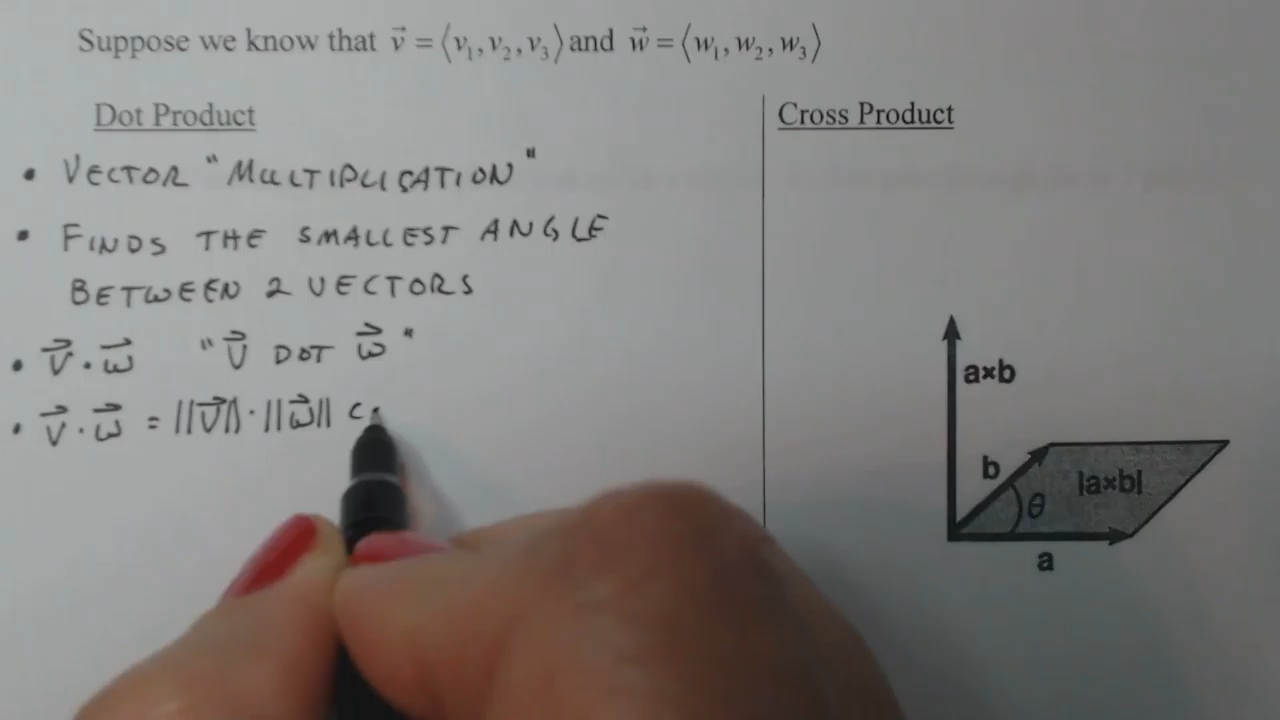 Suppose we know that v⃗ = ⟨v₁, v₂, v₃⟩ and w⃗ = ⟨w₁, w₂, w₃⟩
Dot Product
• VECTOR "MULTIPLICATION"
• FINDS THE SMALLEST ANGLE
BETWEEN 2 VECTORS
• v⃗ · w⃗ "v⃗ DOT w⃗"
• v⃗ · w⃗ = ||v⃗|| · ||w⃗|| co
Cross Product
a×b
b
|a×b|
θ
a